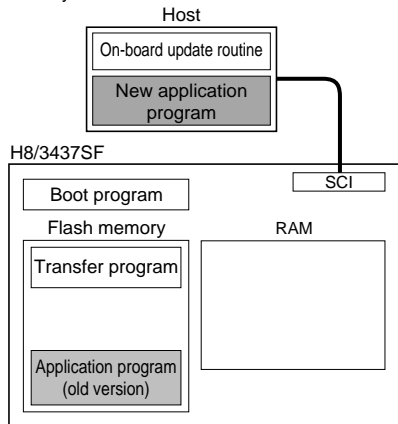 Host
On-board update routine
New application
program
H8/3437SF
SCI
Boot program
Flash memory
RAM
Transfer program
Application program
(old version)